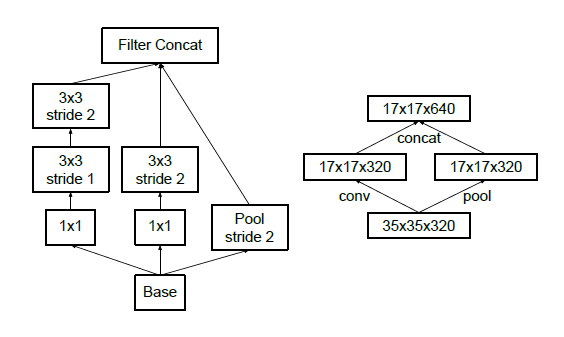 Filter Concat
3x3
stride 2
3x3
stride 1
3x3
stride 2
1x1
1x1
Pool
stride 2
Base
17x17x640
concat
17x17x320
17x17x320
conv
pool
35x35x320